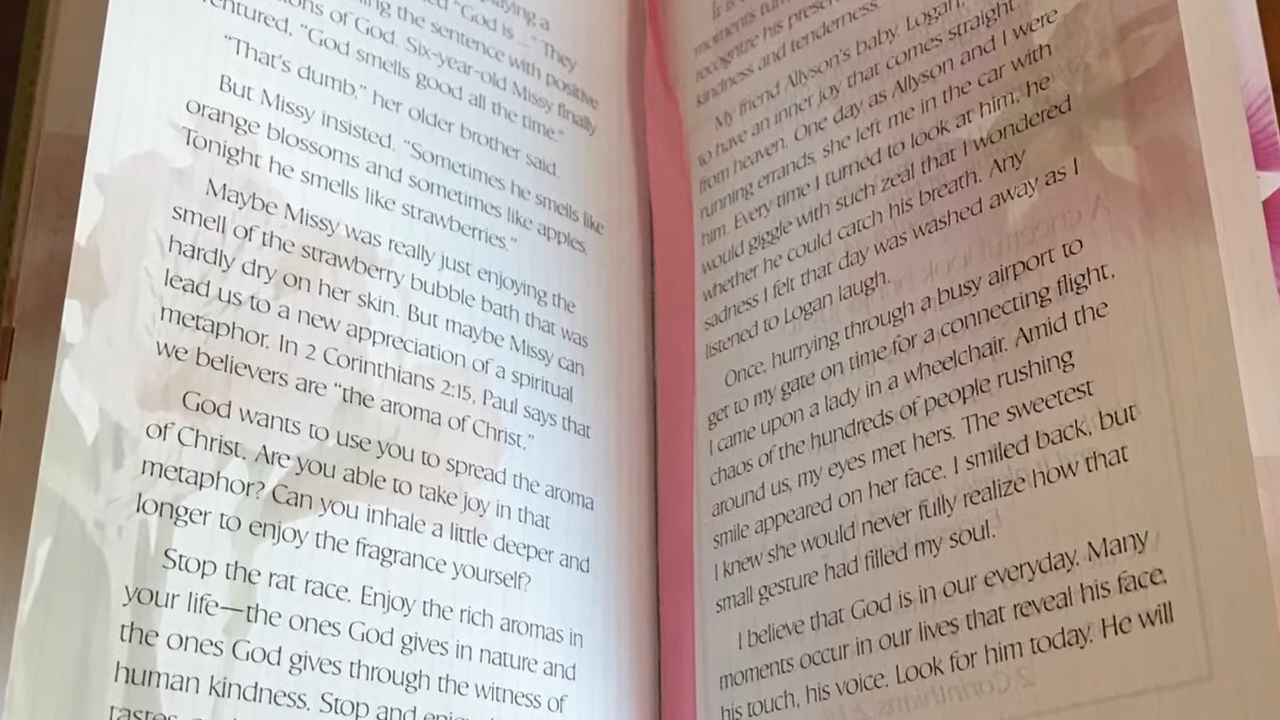 playing a
"God is ..." They
the sentence with positive
of God. Six-year-old Missy finally
ventured, "God smells good all the time."
"That's dumb," her older brother said.
But Missy insisted, "Sometimes he smells like
orange blossoms and sometimes like apples.
Tonight he smells like strawberries."
Maybe Missy was really just enjoying the
smell of the strawberry bubble bath that was
hardly dry on her skin. But maybe Missy can
lead us to a new appreciation of a spiritual
metaphor. In 2 Corinthians 2:15, Paul says that
we believers are "the aroma of Christ."
God wants to use you to spread the aroma
of Christ. Are you able to take joy in that
metaphor? Can you inhale a little deeper and
longer to enjoy the fragrance yourself?
Stop the rat race. Enjoy the rich aromas in
your life—the ones God gives in nature and
the ones God gives through the witness of
human kindness. Stop and
moments
recognize his
kindness and tenderness.
My friend Allyson's baby, Logan,
to have an inner joy that comes straight
from heaven. One day as Allyson and I were
running errands, she left me in the car with
him. Every time I turned to look at him, he
would giggle with such zeal that I wondered
whether he could catch his breath. Any
sadness I felt that day was washed away as I
listened to Logan laugh.
Once, hurrying through a busy airport to
get to my gate on time for a connecting flight,
I came upon a lady in a wheelchair. Amid the
chaos of the hundreds of people rushing
around us, my eyes met hers. The sweetest
smile appeared on her face. I smiled back, but
I knew she would never fully realize how that
small gesture had filled my soul.
I believe that God is in our everyday. Many
moments occur in our lives that reveal his face,
his touch, his voice. Look for him today. He will